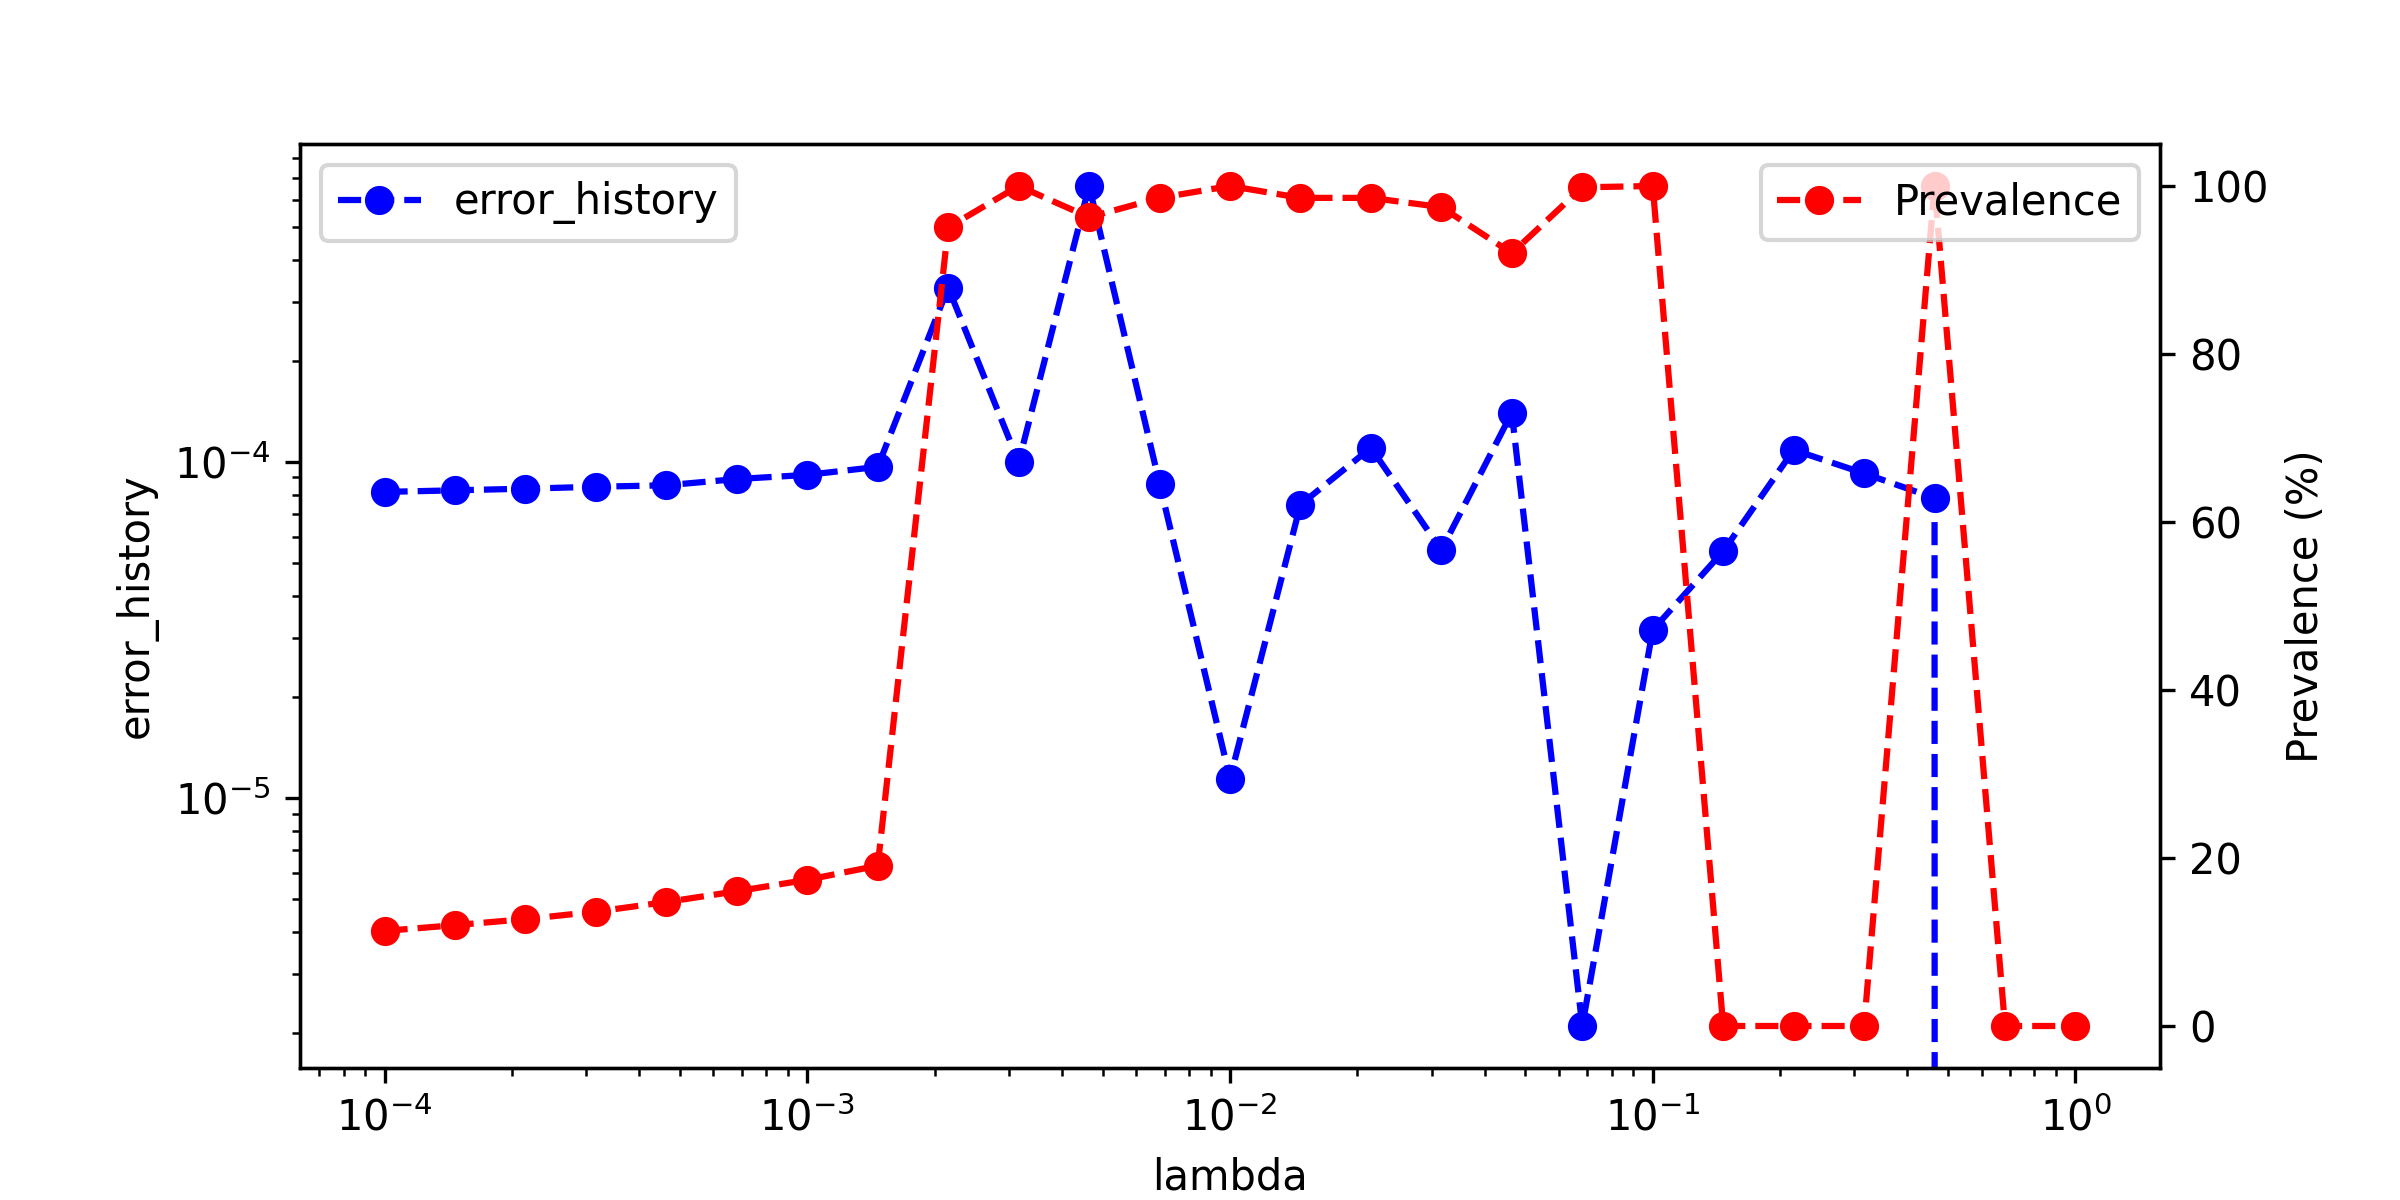 error_history
Prevalence
10⁻⁴
10⁻⁵
error_history
100
80
60
40
20
0
Prevalence (%)
10⁻⁴ 10⁻³ 10⁻² 10⁻¹ 10⁰
lambda